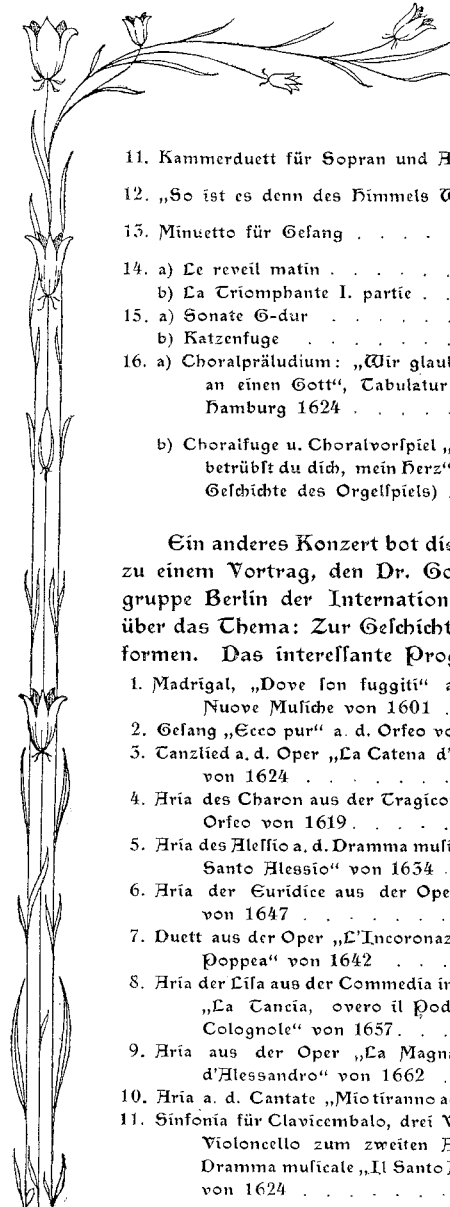 11. Kammerduett für Sopran und A
12. „So ist es denn des Himmels W
13. Minuetto für Gesang . . . .
14. a) Le reveil matin . . . . . .
b) La Triomphante I. partie . .
15. a) Sonate G-dur . . . . . .
b) Katzenfuge . . . . . . .
16. a) Choralpräludium: „Wir glaub
an einen Gott“, Tabulatur
Hamburg 1624 . . . . .
b) Choralfuge u. Choralvorſpiel „
betrübſt du dich, mein Herz“
Geſchichte des Orgelſpiels) .
Ein anderes Konzert bot di
zu einem Vortrag, den Dr. Go
gruppe Berlin der Internation
über das Thema: Zur Geſchicht
formen. Das intereſſante Prog
1. Madrigal, „Dove ſon fuggiti“ a
Nuove Muſiche von 1601 .
2. Geſang „Ecco pur“ a. d. Orfeo vo
3. Tanzlied a. d. Oper „La Catena d'
von 1624 . . . . . . .
4. Aria des Charon aus der Tragico
Orfeo von 1619. . . . .
5. Aria des Aleſſio a. d. Dramma muſi
Santo Aleſſio“ von 1634 .
6. Aria der Euridice aus der Ope
von 1647 . . . . . . .
7. Duett aus der Oper „L'Incoronaz
Poppea“ von 1642 . . . .
8. Aria der Liſa aus der Commedia in
„La Tancia, overo il Pod
Colognole“ von 1657. . .
9. Aria aus der Oper „La Magna
d'Aleſſandro“ von 1662 .
10. Aria a. d. Cantate „Mio tiranno a
11. Sinfonia für Clavicembalo, drei V
Violoncello zum zweiten A
Dramma muſicale „Il Santo A
von 1624 . . . . . . .